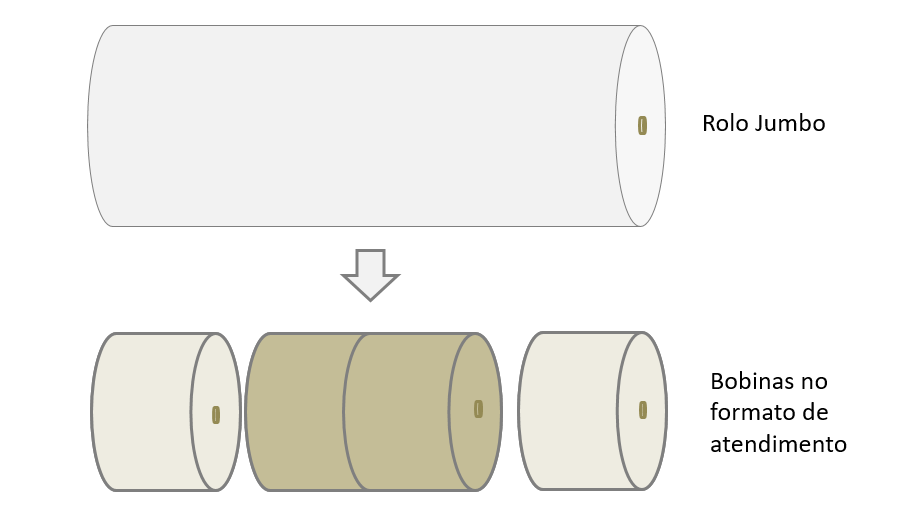 Rolo Jumbo
Bobinas no
formato de
atendimento